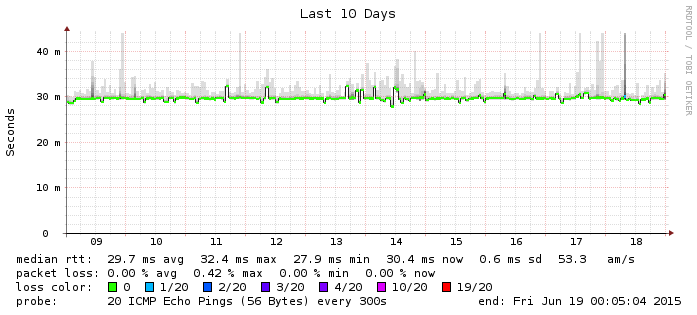 Last 10 Days
RRDTOOL / TOBI OETIKER
Seconds
40 m
30 m
20 m
10 m
0
09 10 11 12 13 14 15 16 17 18
median rtt: 29.7 ms avg 32.4 ms max 27.9 ms min 30.4 ms now 0.6 ms sd 53.3 am/s
packet loss: 0.00 % avg 0.42 % max 0.00 % min 0.00 % now
loss color: 0 1/20 2/20 3/20 4/20 10/20 19/20
probe: 20 ICMP Echo Pings (56 Bytes) every 300s end: Fri Jun 19 00:05:04 2015